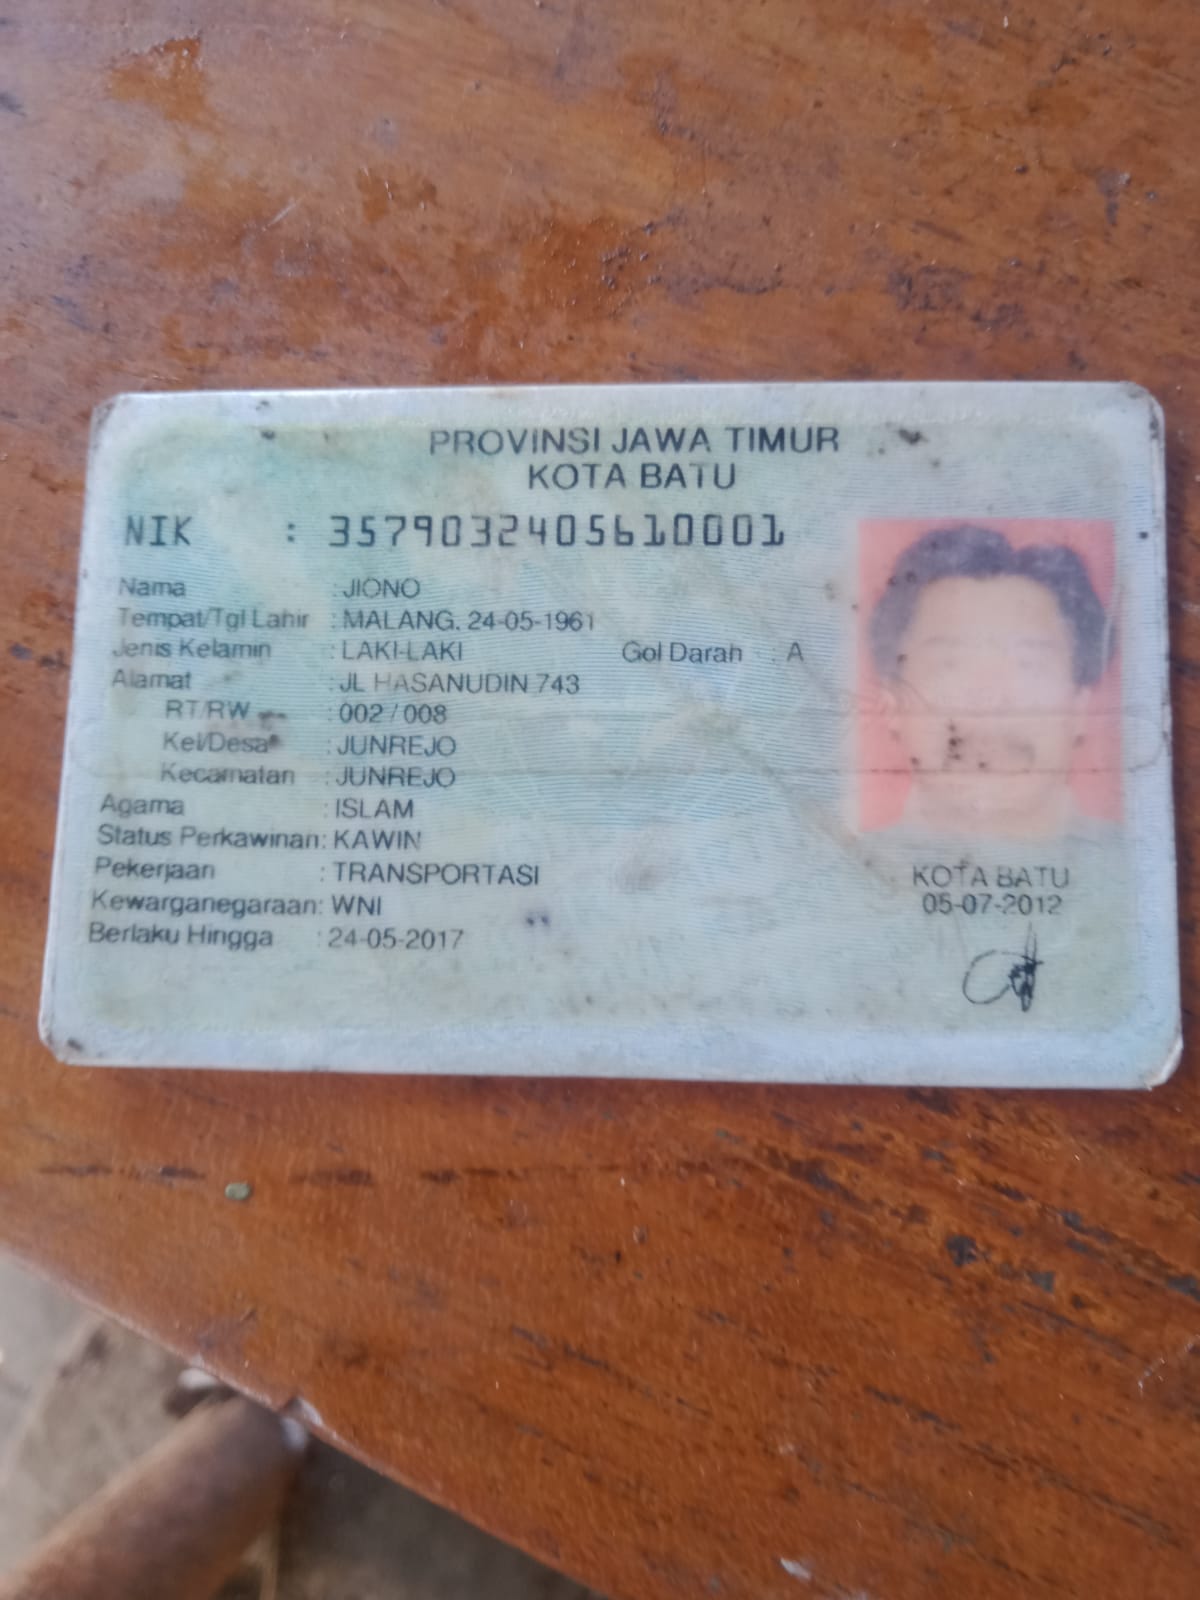 PROVINSI JAWA TIMUR
KOTA BATU
NIK : 3579032405610001
Nama : JIONO
Tempat/Tgl Lahir : MALANG, 24-05-1961
Jenis Kelamin : LAKI-LAKI Gol Darah : A
Alamat : JL HASANUDIN 743
RT/RW : 002 / 008
Kel/Desa : JUNREJO
Kecamatan : JUNREJO
Agama : ISLAM
Status Perkawinan: KAWIN
Pekerjaan : TRANSPORTASI
Kewarganegaraan: WNI
Berlaku Hingga : 24-05-2017
KOTA BATU
05-07-2012